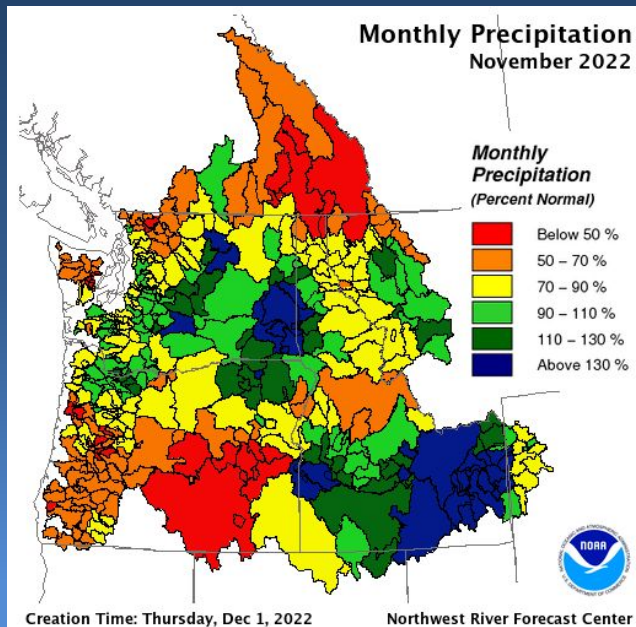 Monthly Precipitation
November 2022
Monthly
Precipitation
(Percent Normal)
Below 50 %
50 – 70 %
70 – 90 %
90 – 110 %
110 – 130 %
Above 130 %
NOAA
Creation Time: Thursday, Dec 1, 2022
Northwest River Forecast Center